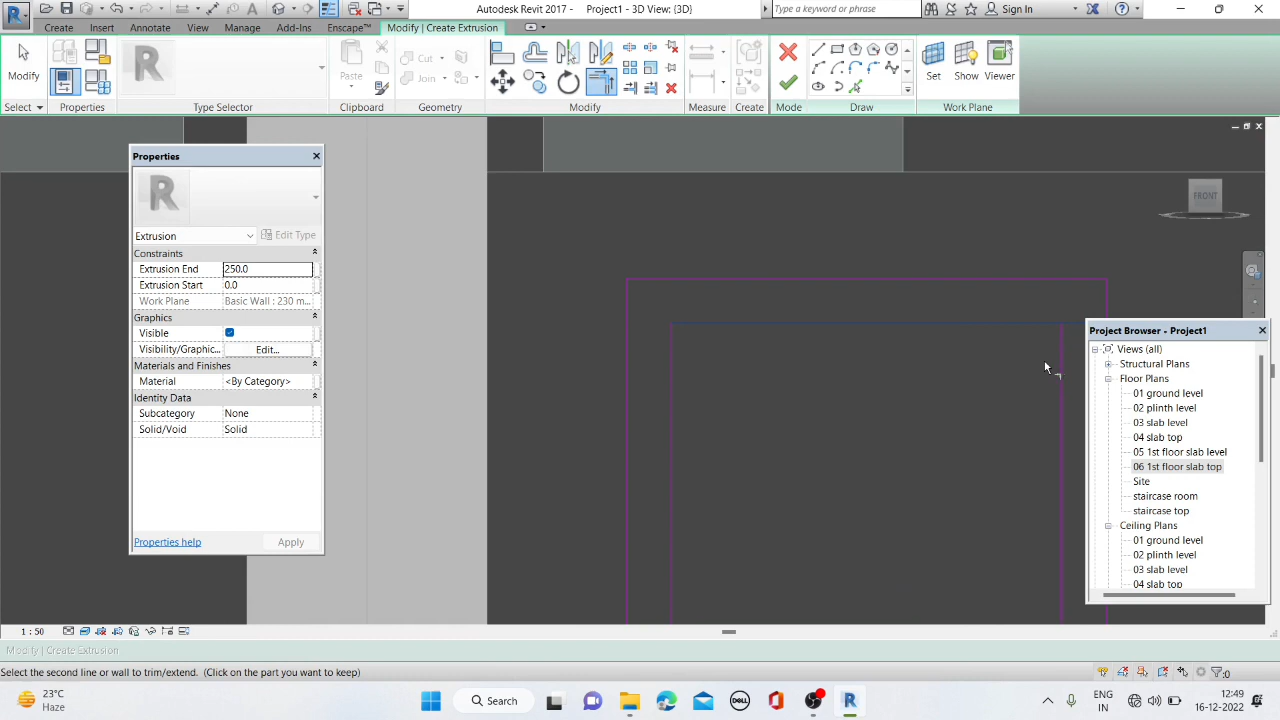 Autodesk Revit 2017 - Project1 - 3D View: {3D}
Type a keyword or phrase
Sign In
Create Insert Annotate View Manage Add-Ins Enscape™ Modify | Create Extrusion
Modify
Paste
Cut
Join
Set Show Viewer
Select Properties Type Selector Clipboard Geometry Modify Measure Create Mode Draw Work Plane
Properties
Extrusion Edit Type
Constraints
Extrusion End 250.0
Extrusion Start 0.0
Work Plane Basic Wall : 230 m...
Graphics
Visible
Visibility/Graphic... Edit...
Materials and Finishes
Material <By Category>
Identity Data
Subcategory None
Solid/Void Solid
Properties help Apply
FRONT
Project Browser - Project1
Views (all)
Structural Plans
Floor Plans
01 ground level
02 plinth level
03 slab level
04 slab top
05 1st floor slab level
06 1st floor slab top
Site
staircase room
staircase top
Ceiling Plans
01 ground level
02 plinth level
03 slab level
04 slab top
1 : 50
Modify | Create Extrusion
Select the second line or wall to trim/extend. (Click on the part you want to keep)
:0
23°C
Haze
Search
DELL
ENG
IN
12:49
16-12-2022